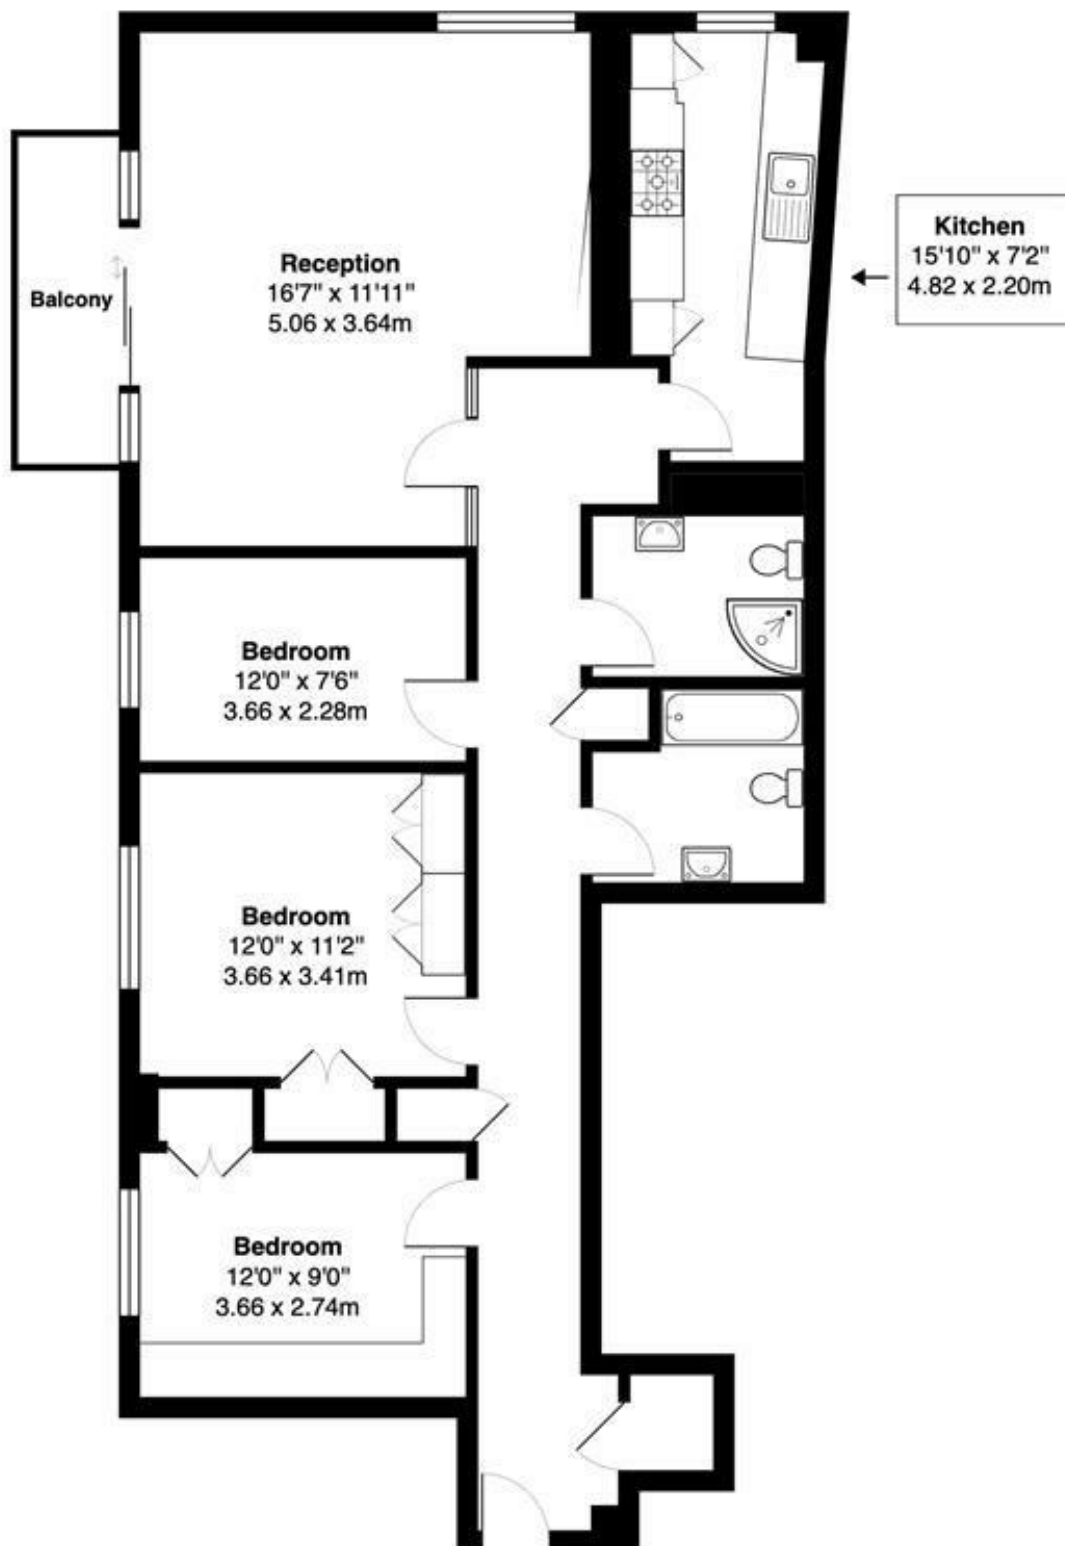 Kitchen
15'10" x 7'2"
4.82 x 2.20m
Reception
16'7" x 11'11"
5.06 x 3.64m
Balcony
Bedroom
12'0" x 7'6"
3.66 x 2.28m
Bedroom
12'0" x 11'2"
3.66 x 3.41m
Bedroom
12'0" x 9'0"
3.66 x 2.74m